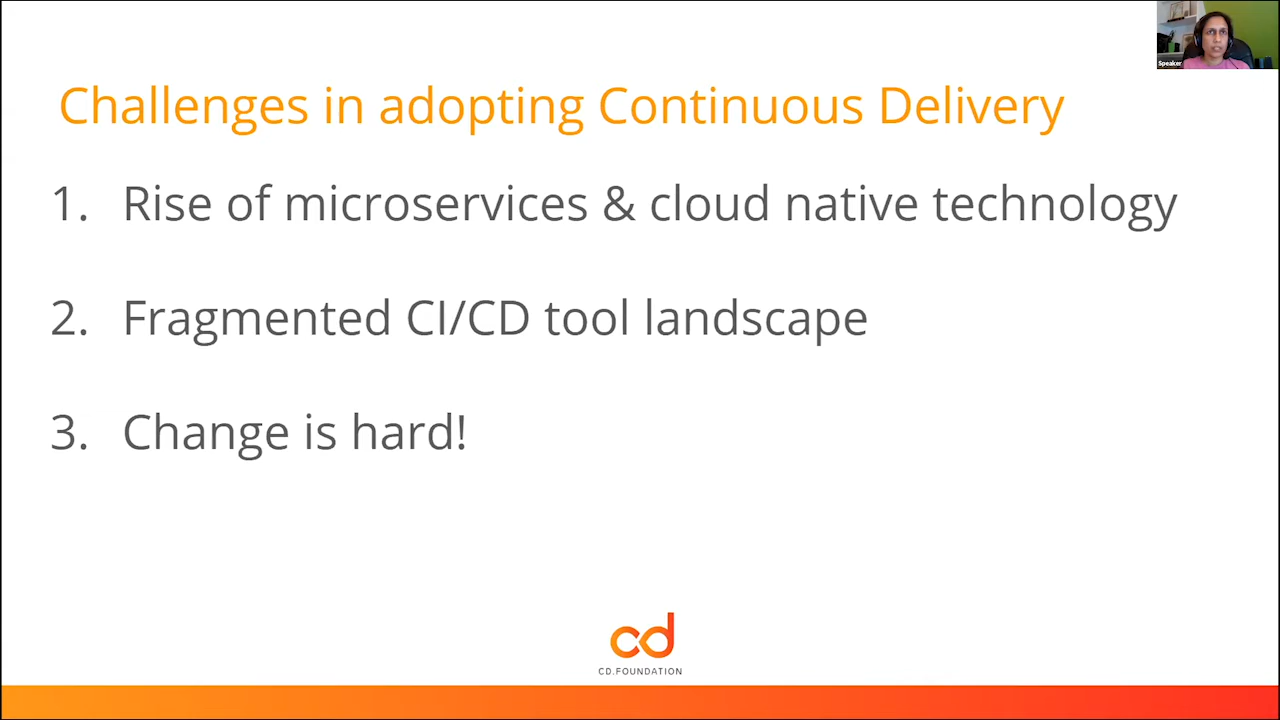 Speaker
Challenges in adopting Continuous Delivery
1. Rise of microservices & cloud native technology
2. Fragmented CI/CD tool landscape
3. Change is hard!
cd
CD.FOUNDATION